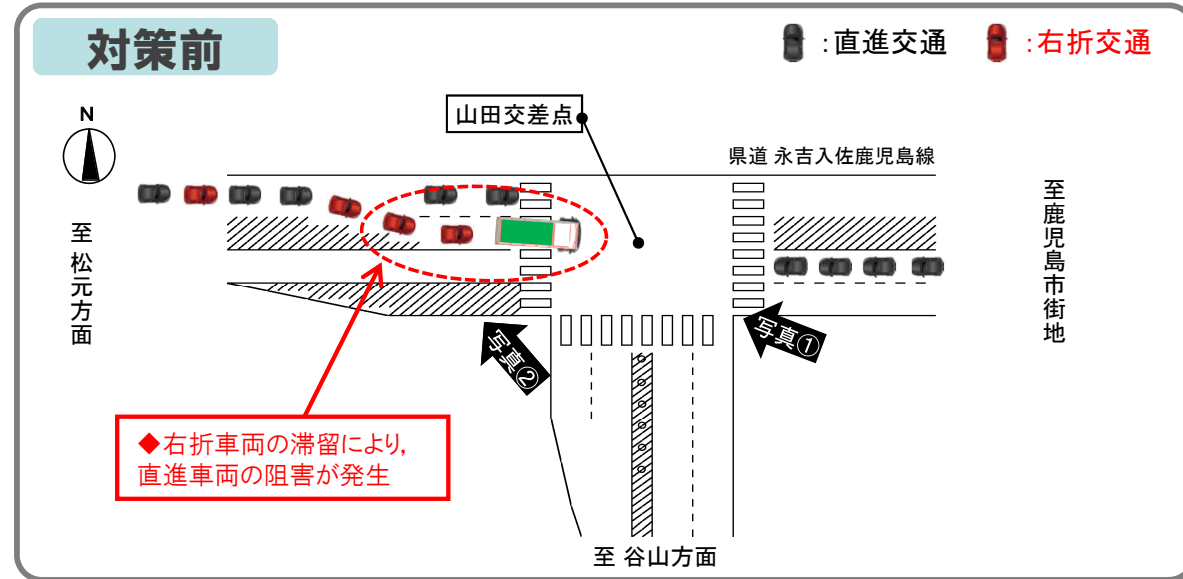 対策前
:直進交通
:右折交通
N
山田交差点
県道 永吉入佐鹿児島線
至松元方面
至鹿児島市街地
写真①
写真②
◆右折車両の滞留により,
直進車両の阻害が発生
至 谷山方面